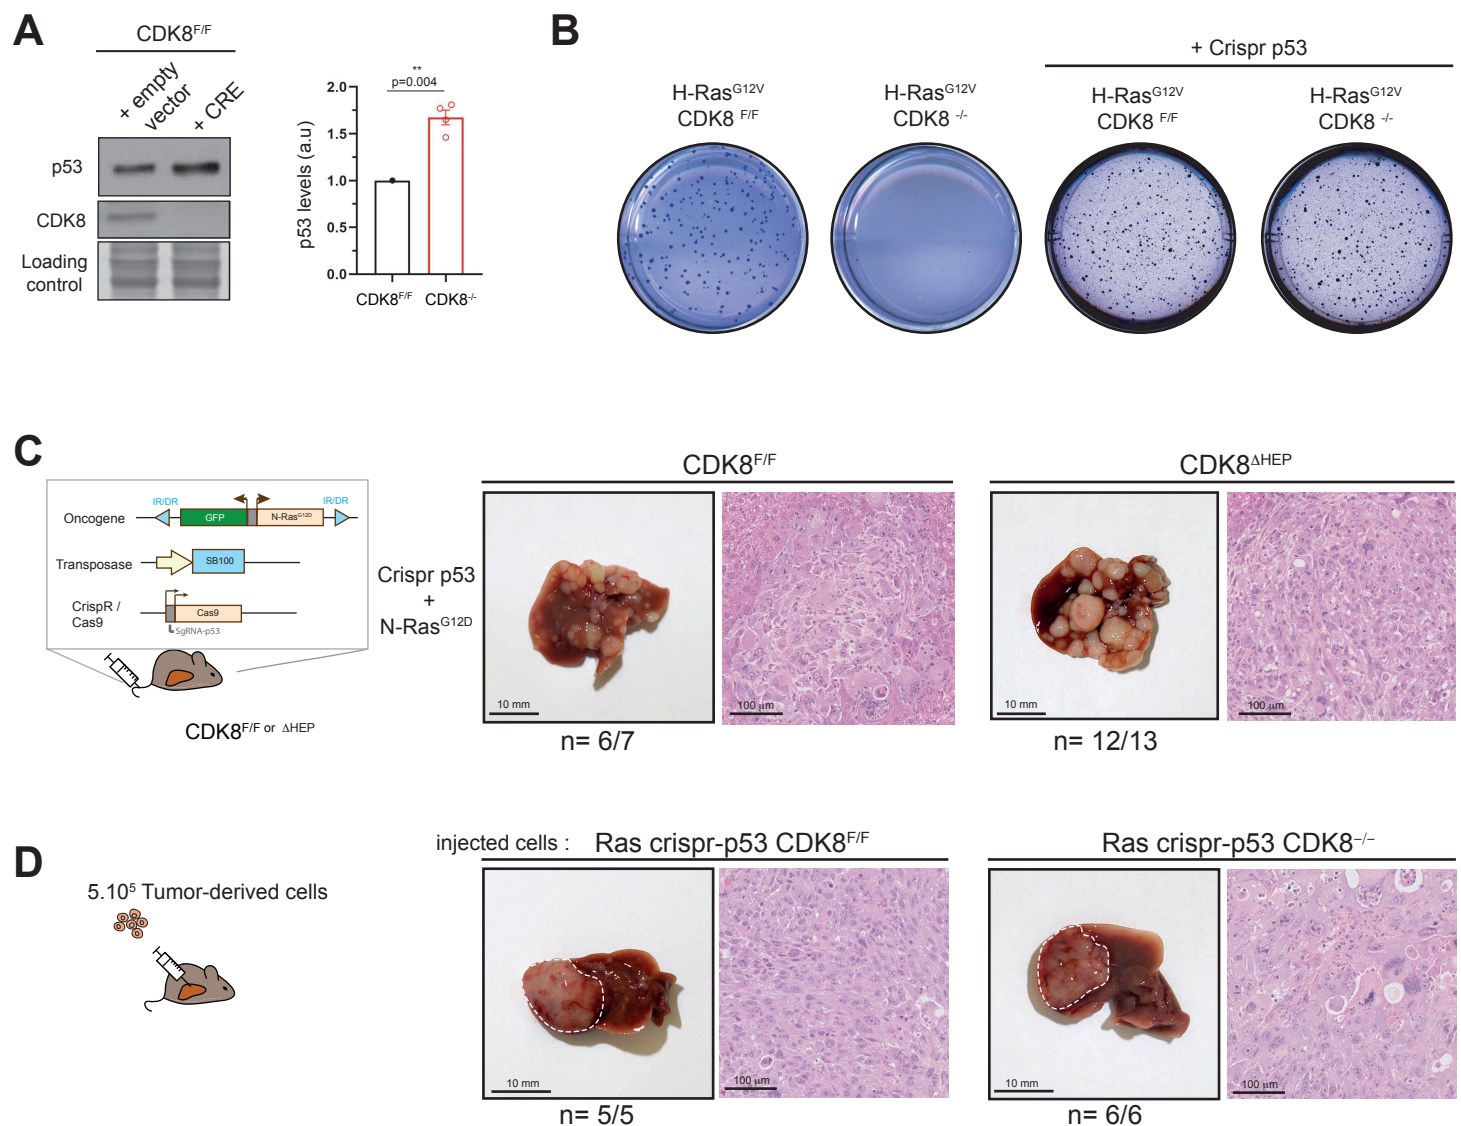 A
CDK8F/F
+ empty
vector
+ CRE
p53
CDK8
Loading
control
**
p=0.004
p53 levels (a.u)
2.0
1.5
1.0
0.5
0.0
CDK8F/F
CDK8-/-
B
+ Crispr p53
H-RasG12V
CDK8 F/F
H-RasG12V
CDK8 -/-
H-RasG12V
CDK8 F/F
H-RasG12V
CDK8 -/-
C
IR/DR
IR/DR
Oncogene
GFP
N-RasG12D
Transposase
SB100
CrispR /
Cas9
Cas9
SgRNA-p53
CDK8F/F or ΔHEP
Crispr p53
+
N-RasG12D
CDK8F/F
10 mm
100 µm
n= 6/7
CDK8ΔHEP
10 mm
100 µm
n= 12/13
D
5.10⁵ Tumor-derived cells
injected cells : Ras crispr-p53 CDK8F/F
10 mm
100 µm
n= 5/5
Ras crispr-p53 CDK8−/−
10 mm
100 µm
n= 6/6